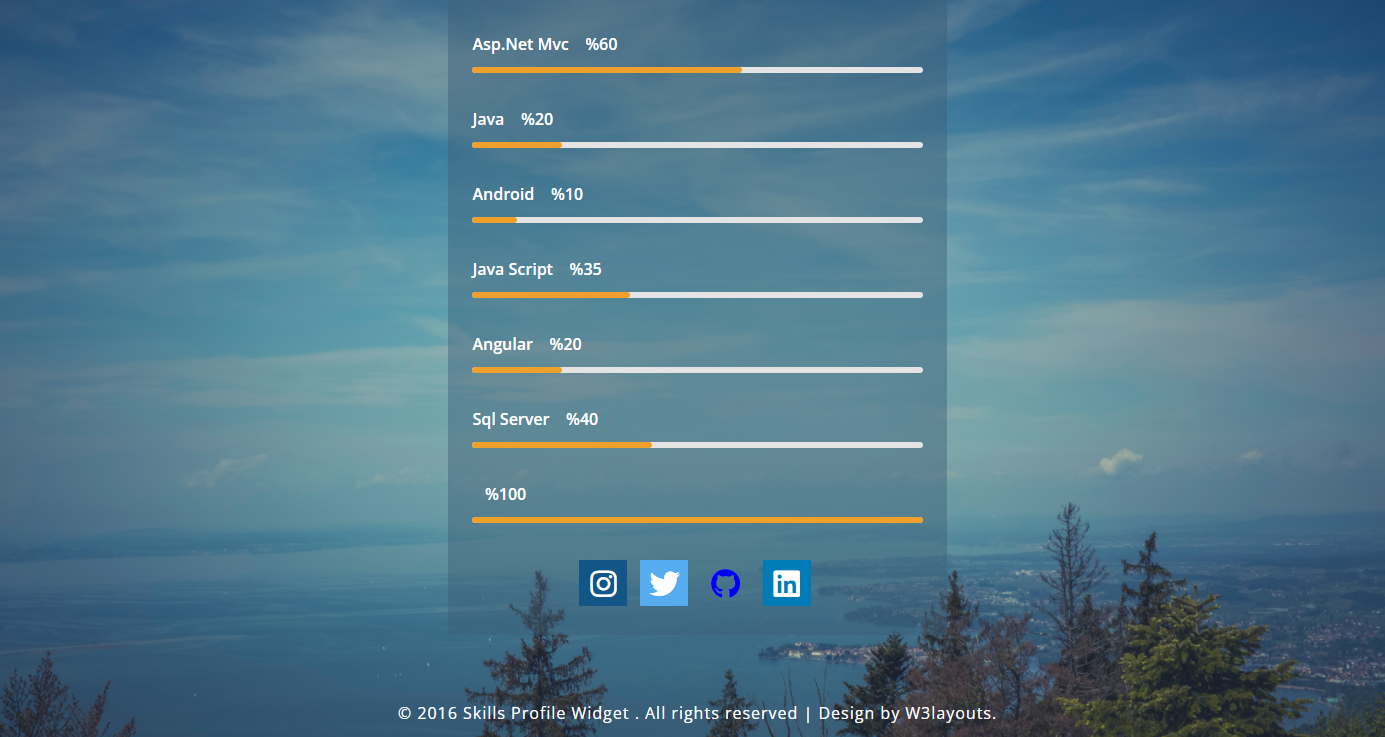 Asp.Net Mvc %60
Java %20
Android %10
Java Script %35
Angular %20
Sql Server %40
%100
© 2016 Skills Profile Widget . All rights reserved | Design by W3layouts.